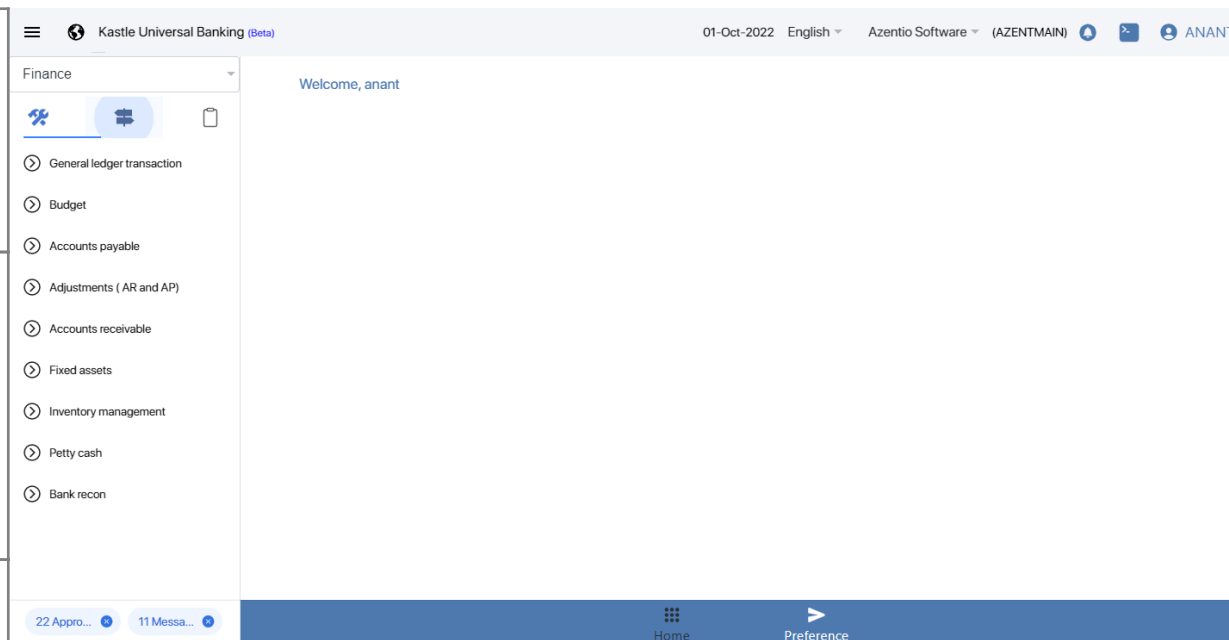 Kastle Universal Banking (Beta)
01-Oct-2022 English Azentio Software (AZENTMAIN) ANANT
Finance
Welcome, anant
General ledger transaction
Budget
Accounts payable
Adjustments ( AR and AP)
Accounts receivable
Fixed assets
Inventory management
Petty cash
Bank recon
22 Appro... 11 Messa...
Home Preference